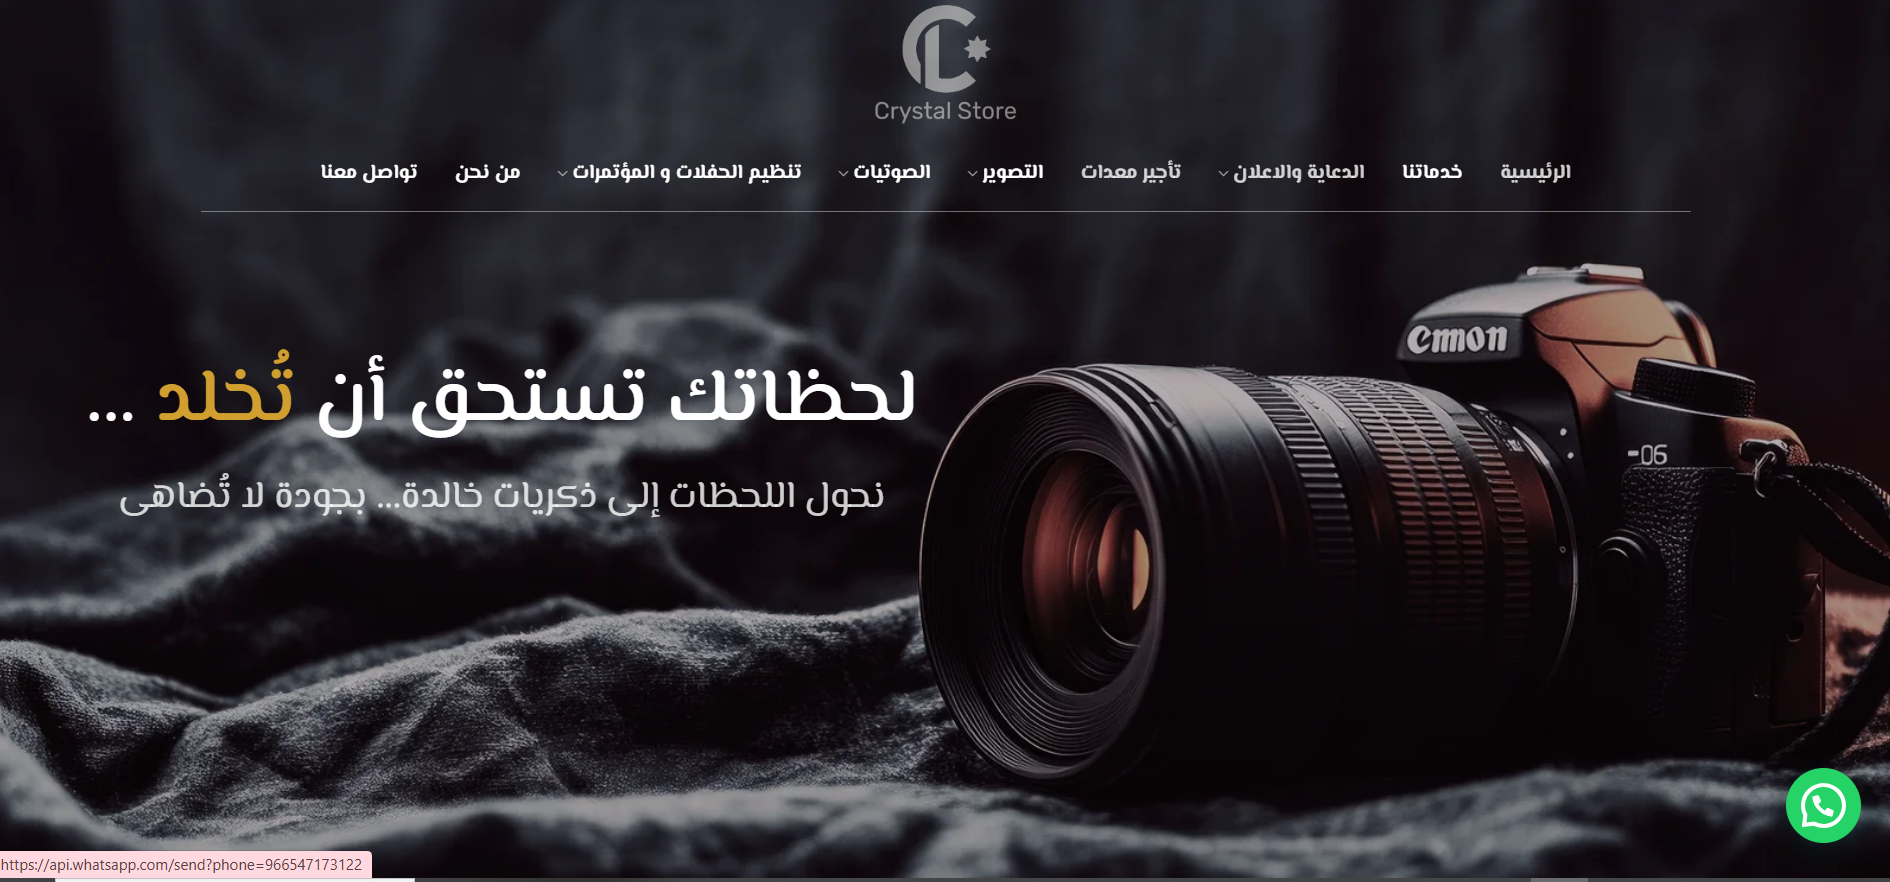 Crystal Store
الرئيسية خدماتنا الدعاية والاعلان تأجير معدات التصوير الصوتيات تنظيم الحفلات و المؤتمرات من نحن تواصل معنا
لحظاتك تستحق أن تُخلد ...
نحول اللحظات إلى ذكريات خالدة... بجودة لا تُضاهى
Cmmon
-06
https://api.whatsapp.com/send?phone=966547173122